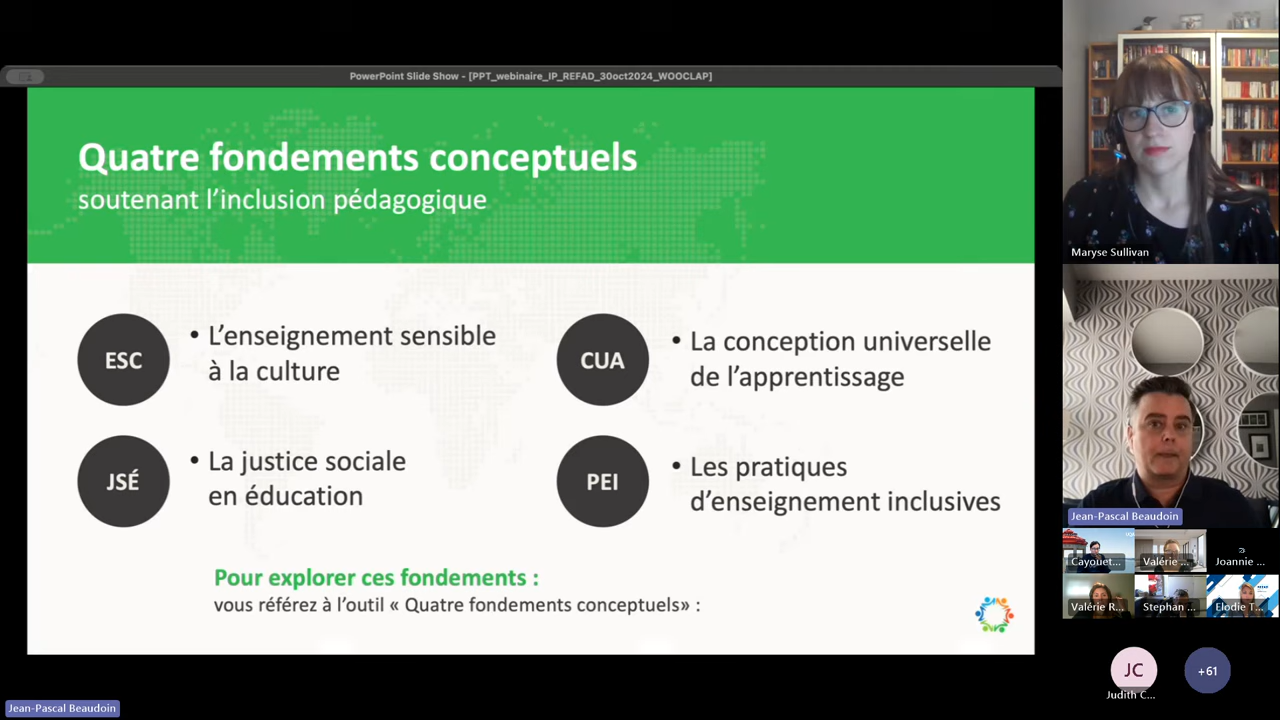 PowerPoint Slide Show - [PPT_webinaire_IP_REFAD_30oct2024_WOOCLAP]
Quatre fondements conceptuels
soutenant l’inclusion pédagogique
ESC
• L’enseignement sensible
à la culture
CUA
• La conception universelle
de l’apprentissage
JSÉ
• La justice sociale
en éducation
PEI
• Les pratiques
d’enseignement inclusives
Pour explorer ces fondements :
vous référez à l’outil « Quatre fondements conceptuels» :
Maryse Sullivan
Jean-Pascal Beaudoin
Cayouet...
Valérie ...
Joannie ...
Valérie R...
Stephan ...
Elodie T...
JC
Judith C...
+61
Jean-Pascal Beaudoin